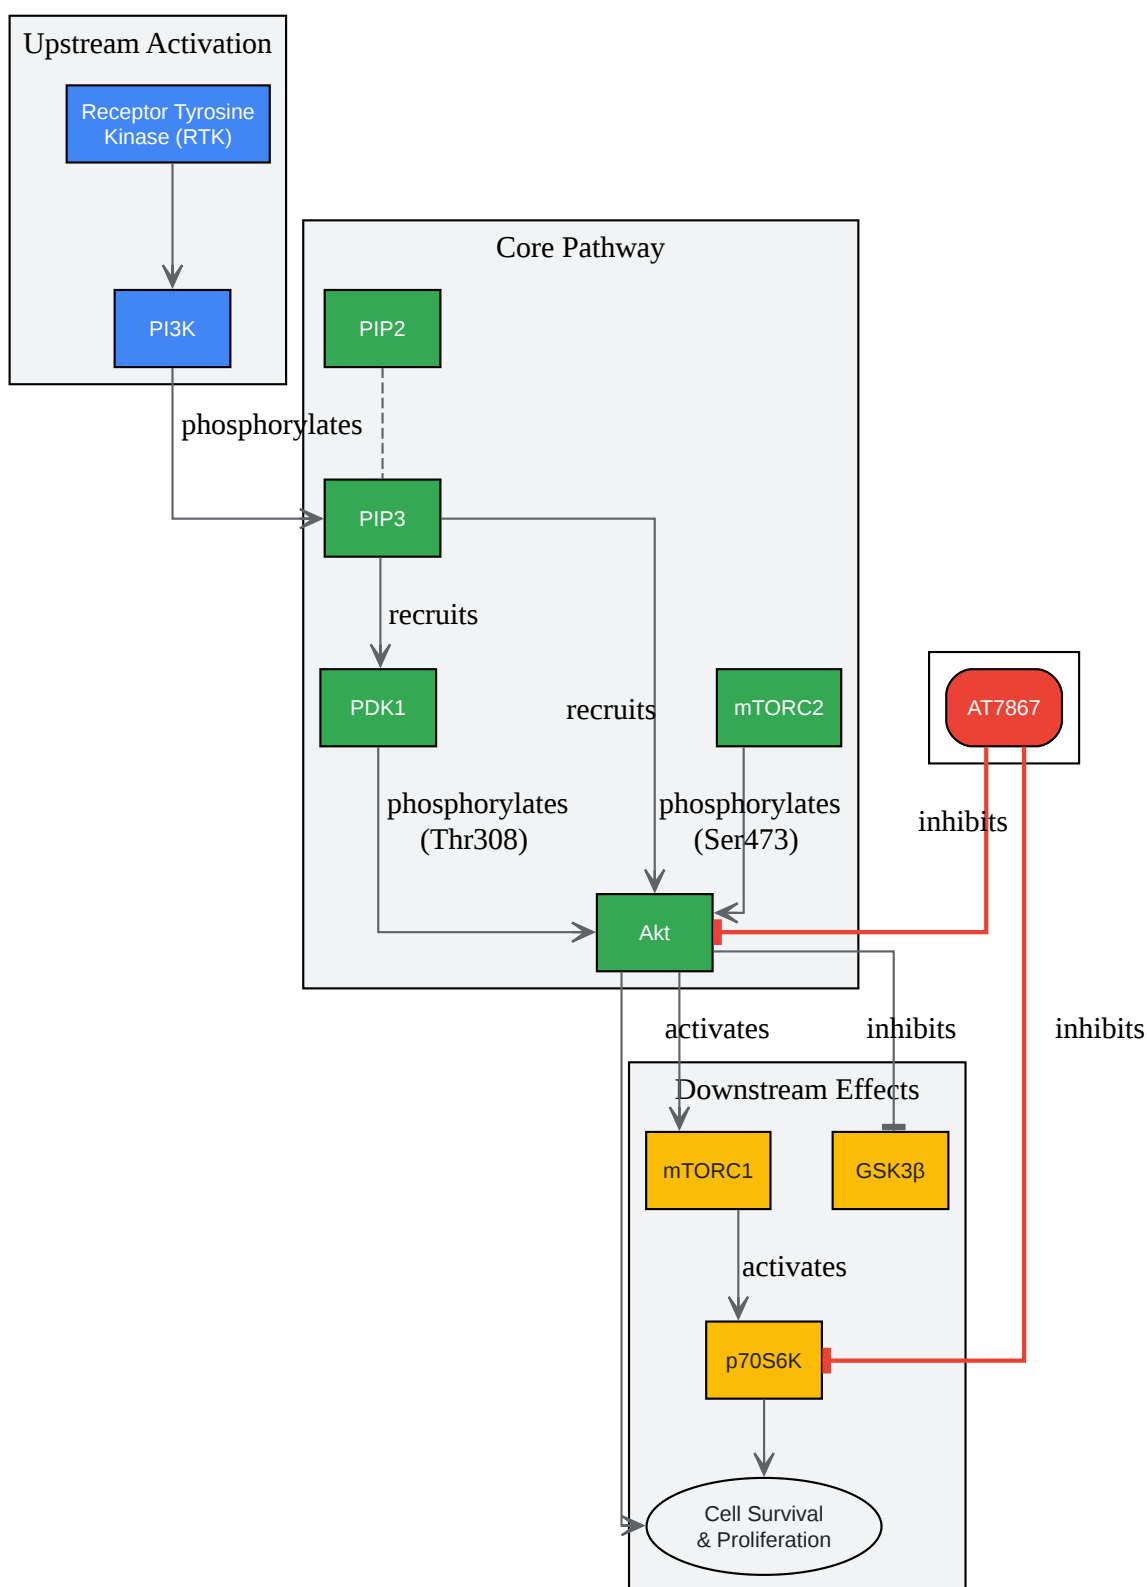 Upstream Activation
Receptor Tyrosine
Kinase (RTK)
Core Pathway
PI3K
PIP2
phosphorylates
PIP3
recruits
PDK1
recruits
mTORC2
AT7867
phosphorylates
(Thr308)
phosphorylates
(Ser473)
inhibits
Akt
activates
inhibits
inhibits
Downstream Effects
mTORC1
GSK3β
activates
p70S6K
Cell Survival
& Proliferation